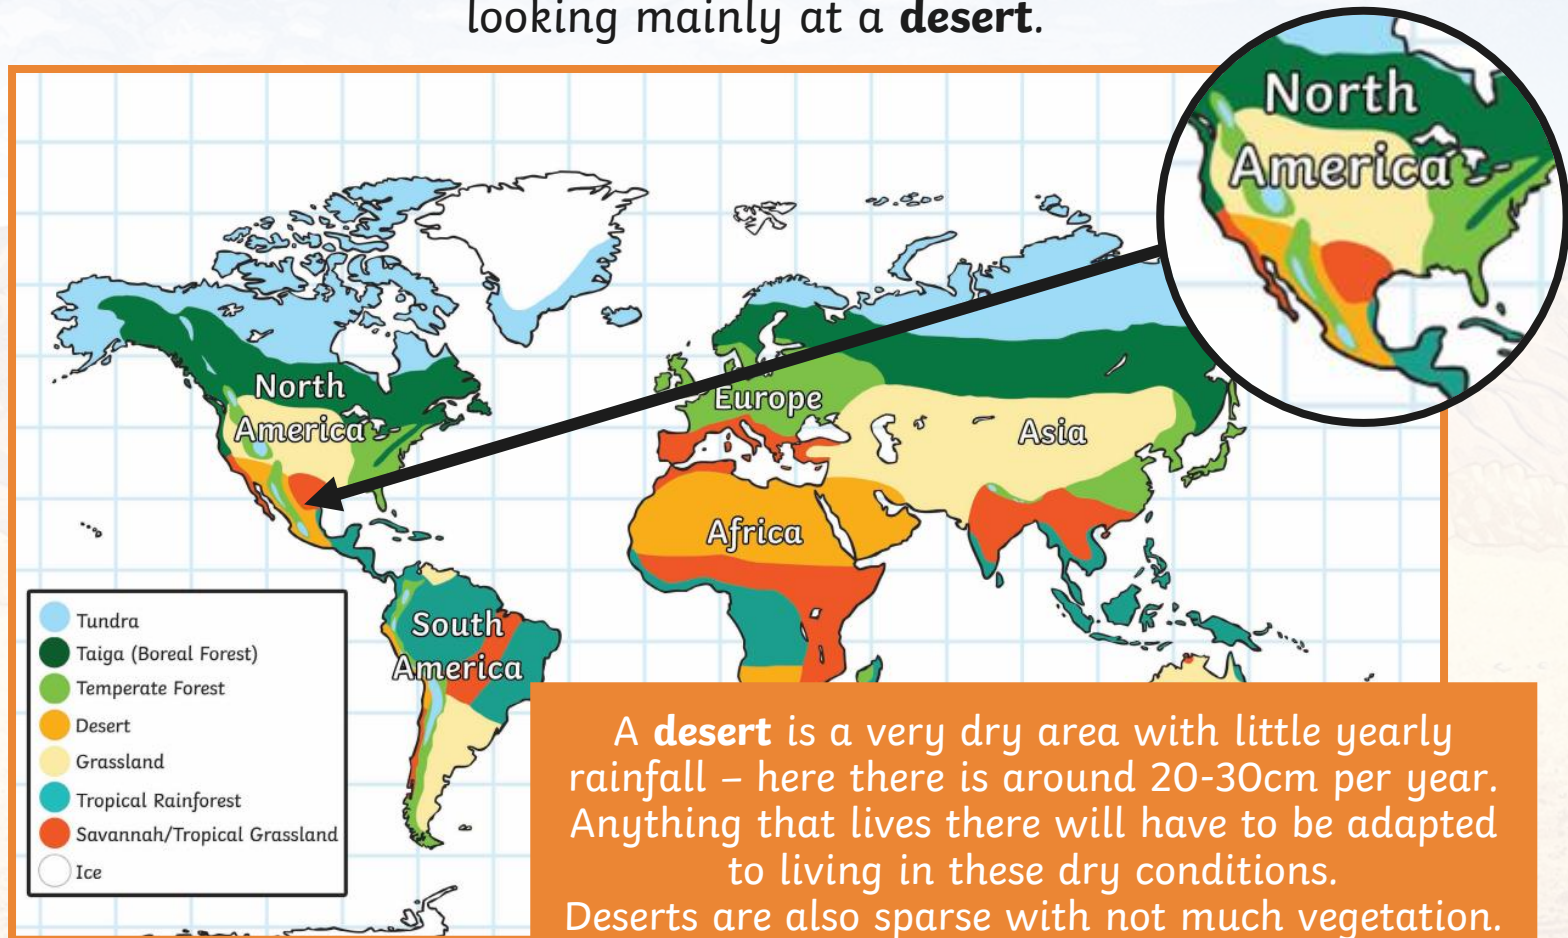 looking mainly at a desert.
North
America
North
America
Europe
Asia
Africa
South
America
Tundra
Taiga (Boreal Forest)
Temperate Forest
Desert
Grassland
Tropical Rainforest
Savannah/Tropical Grassland
Ice
A desert is a very dry area with little yearly
rainfall – here there is around 20-30cm per year.
Anything that lives there will have to be adapted
to living in these dry conditions.
Deserts are also sparse with not much vegetation.